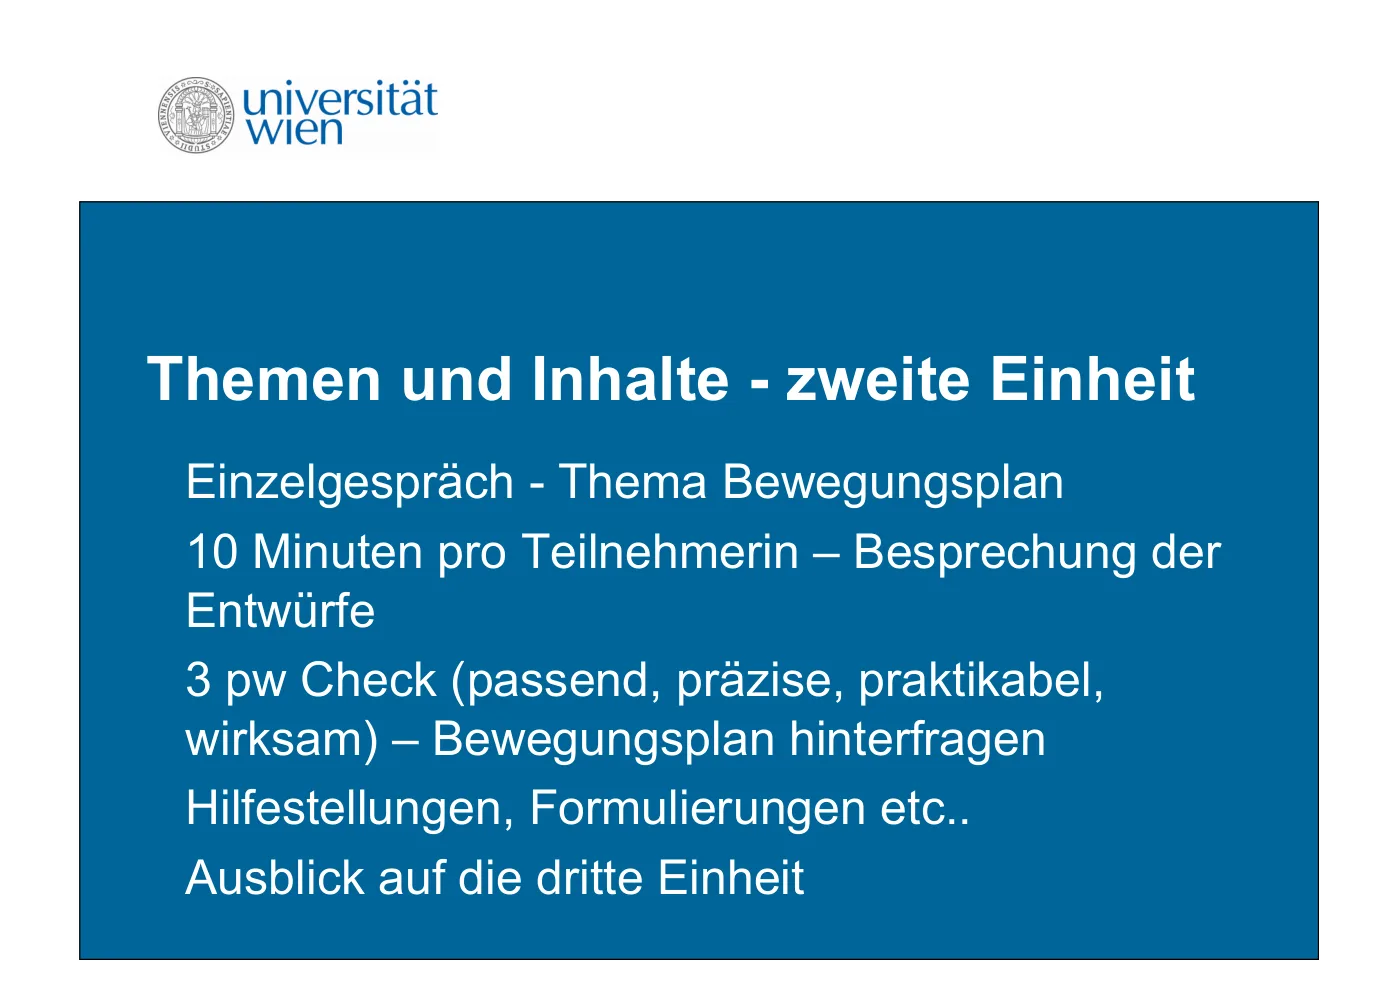 universität
wien
Themen und Inhalte - zweite Einheit
Einzelgespräch - Thema Bewegungsplan
10 Minuten pro Teilnehmerin – Besprechung der
Entwürfe
3 pw Check (passend, präzise, praktikabel,
wirksam) – Bewegungsplan hinterfragen
Hilfestellungen, Formulierungen etc..
Ausblick auf die dritte Einheit